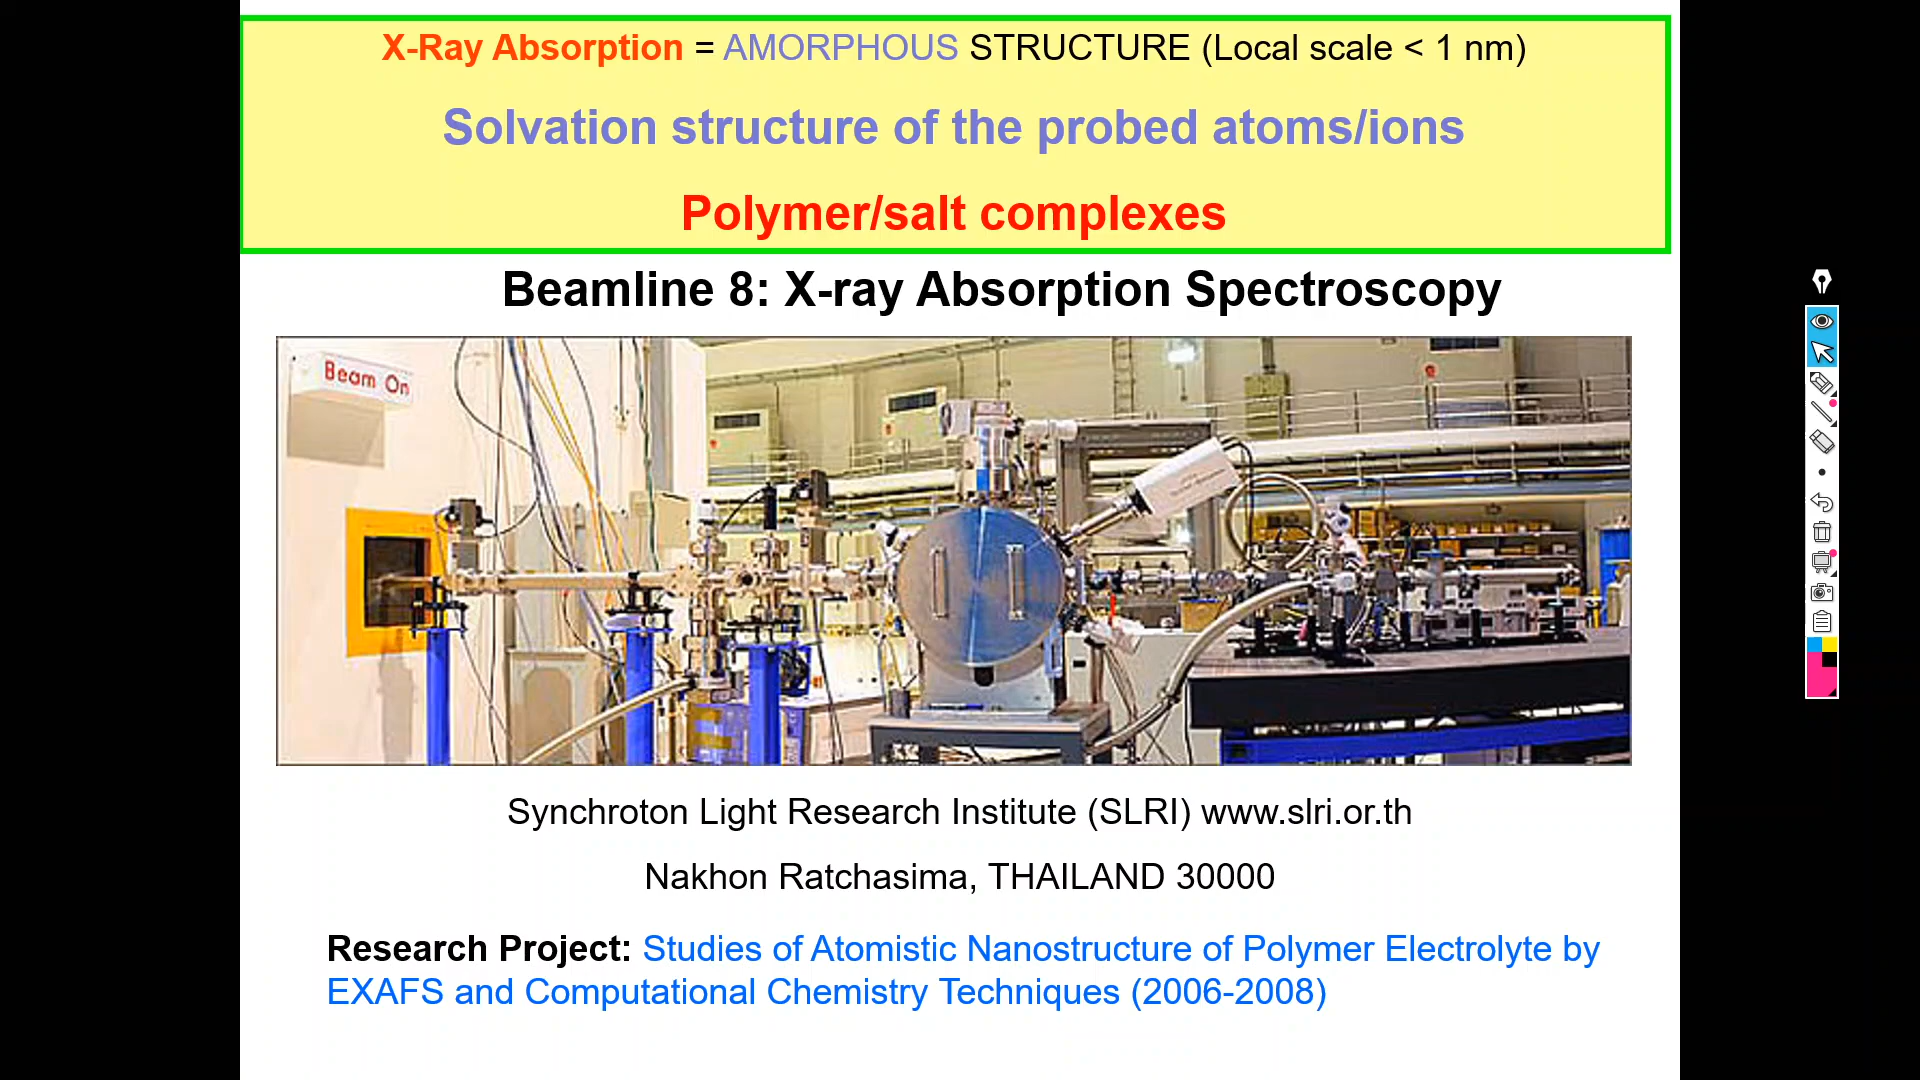 X-Ray Absorption = AMORPHOUS STRUCTURE (Local scale < 1 nm)
Solvation structure of the probed atoms/ions
Polymer/salt complexes
Beamline 8: X-ray Absorption Spectroscopy
Beam On
Synchroton Light Research Institute (SLRI) www.slri.or.th
Nakhon Ratchasima, THAILAND 30000
Research Project: Studies of Atomistic Nanostructure of Polymer Electrolyte by
EXAFS and Computational Chemistry Techniques (2006-2008)